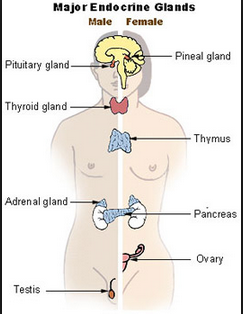 Major Endocrine Glands
Male Female
Pineal gland
Pituitary gland
Thyroid gland
Thymus
Adrenal gland
Pancreas
Ovary
Testis